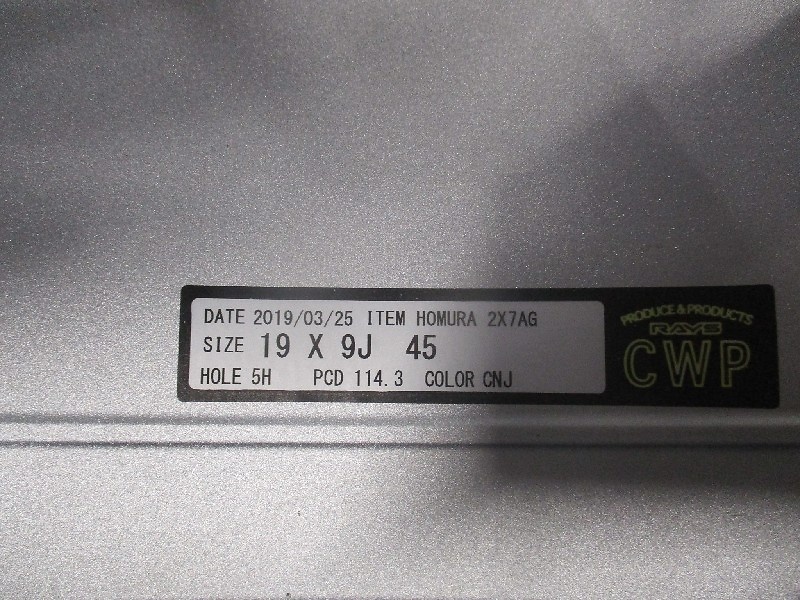 DATE 2019/03/25 ITEM HOMURA 2X7AG
SIZE 19 X 9J 45
HOLE 5H PCD 114.3 COLOR CNJ
PRODUCE & PRODUCTS
RAYS
CWP